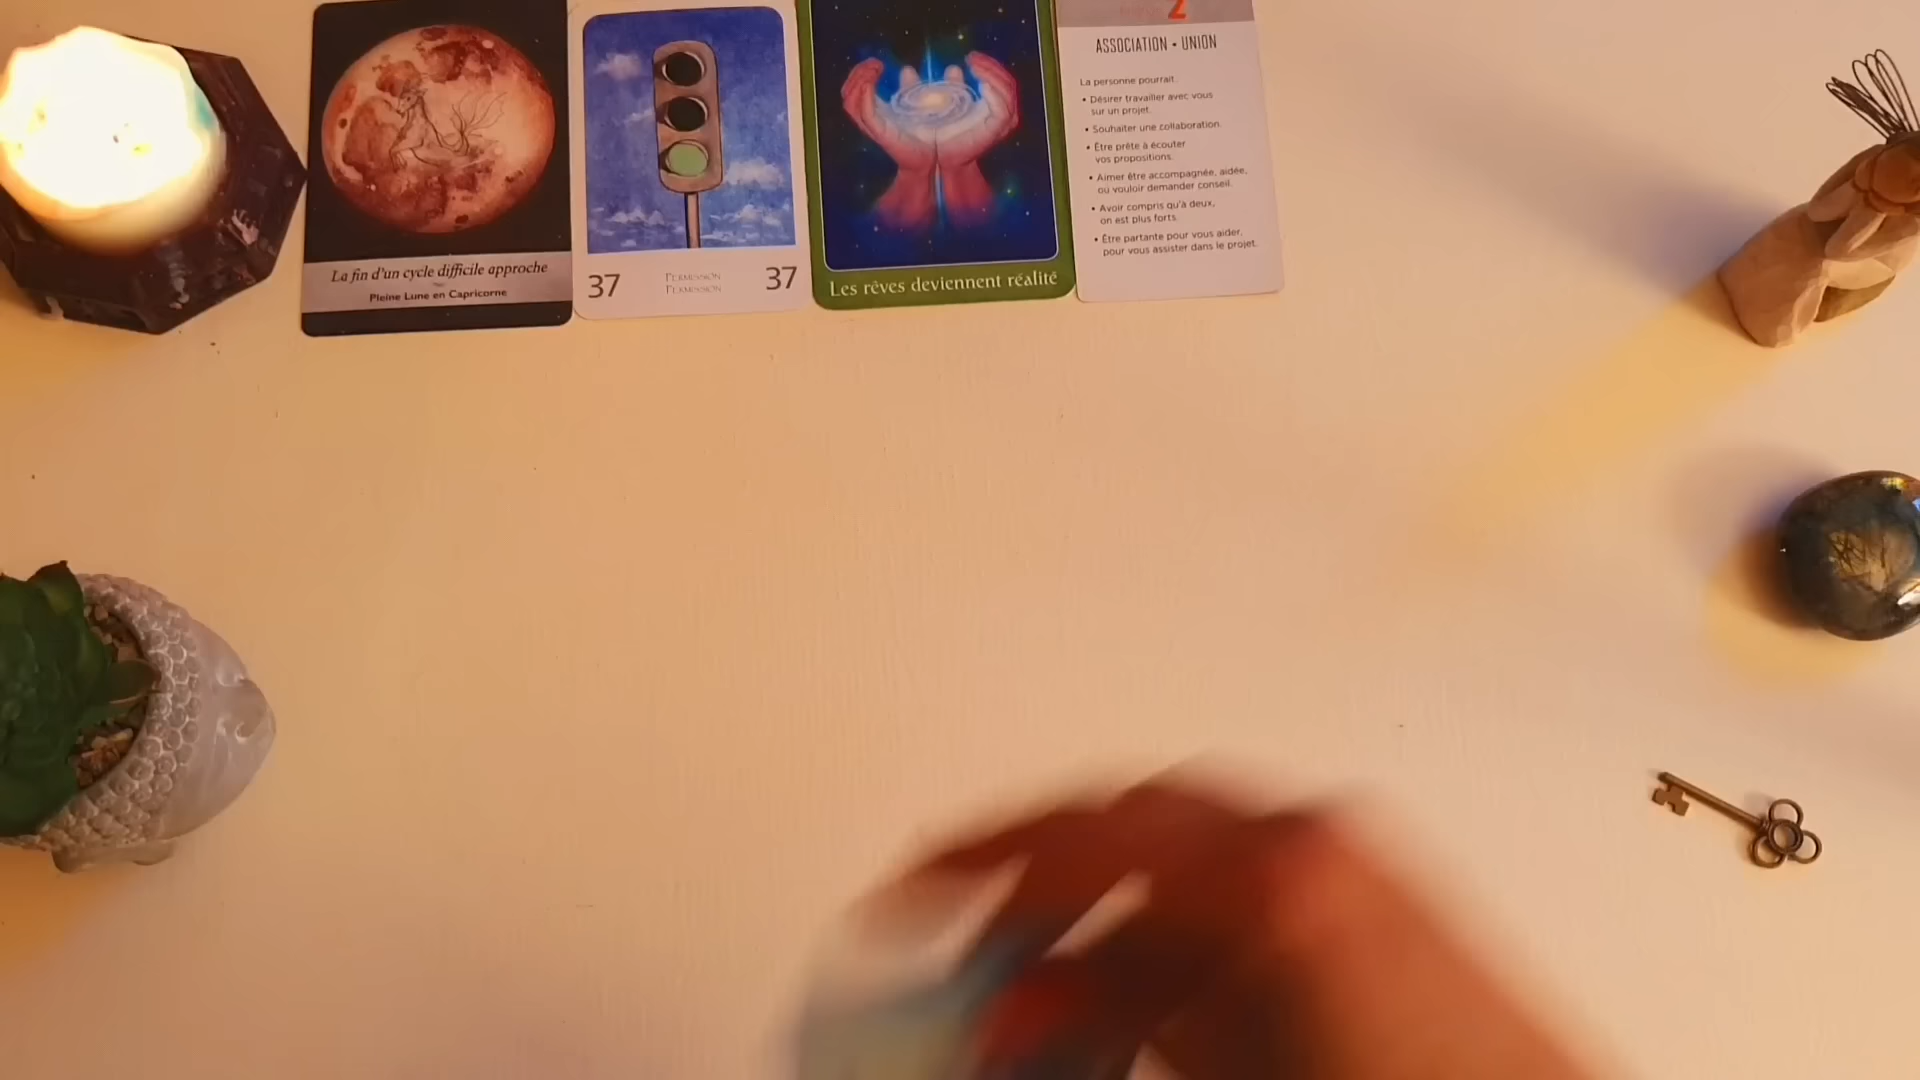 La fin d'un cycle difficile approche
Pleine Lune en Capricorne
37
PERMISSION
PERMISSION
37
Les rêves deviennent réalité
2
ASSOCIATION • UNION
La personne pourrait:
• Désirer travailler avec vous
sur un projet.
• Souhaiter une collaboration.
• Être prête à écouter
vos propositions.
• Aimer être accompagnée, aidée,
ou vouloir demander conseil.
• Avoir compris qu'à deux,
on est plus forts.
• Être partante pour vous aider,
pour vous assister dans le projet.